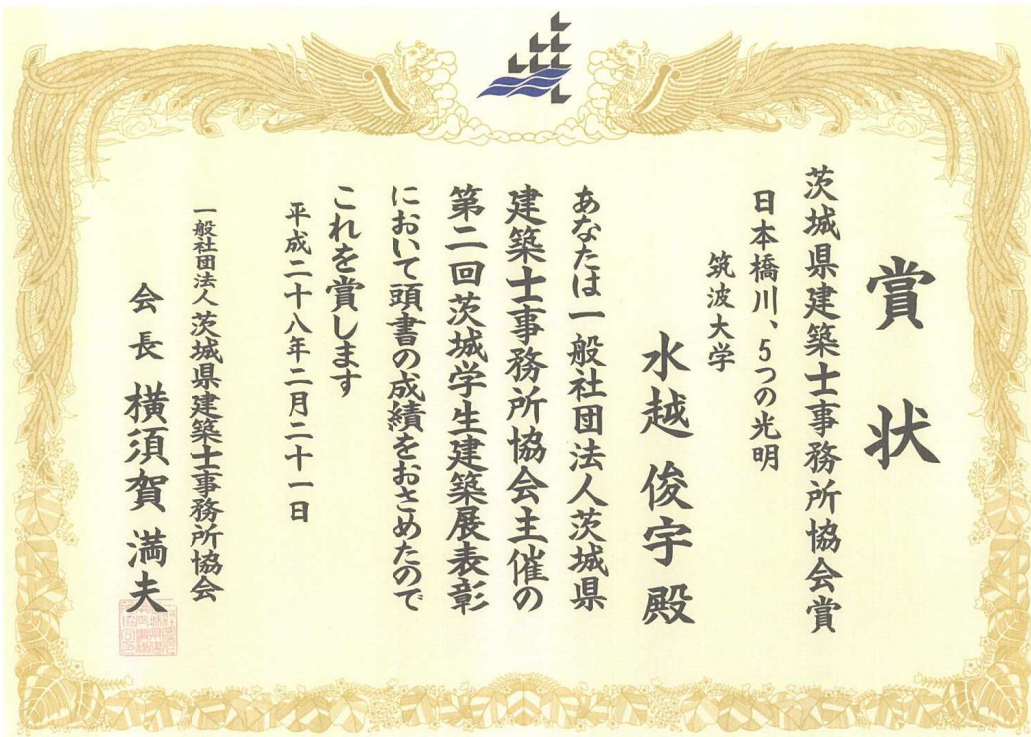 賞状
茨城県建築士事務所協会賞
日本橋川、5つの光明
筑波大学
水越 俊宇 殿
あなたは一般社団法人茨城県
建築士事務所協会主催の
第二回茨城学生建築展表彰
において頭書の成績をおさめたので
これを賞します
平成二十八年二月二十一日
一般社団法人茨城県建築士事務所協会
会長 横須賀 満夫